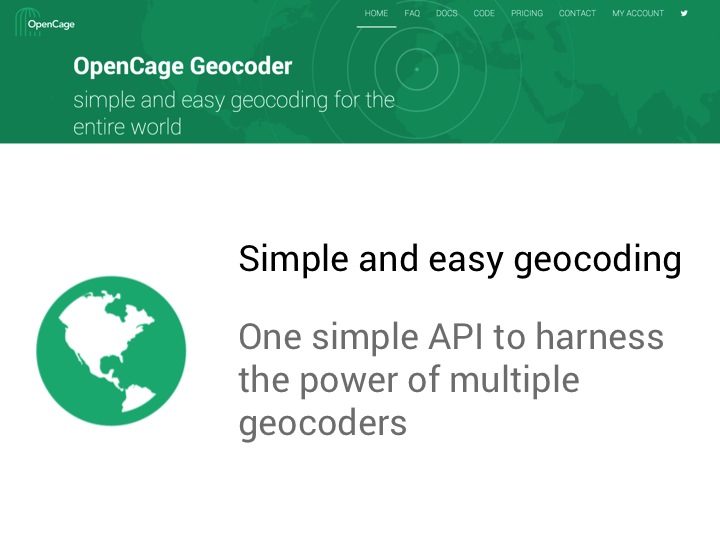 OpenCage
HOME FAQ DOCS CODE PRICING CONTACT MY ACCOUNT
OpenCage Geocoder
simple and easy geocoding for the
entire world
Simple and easy geocoding
One simple API to harness
the power of multiple
geocoders